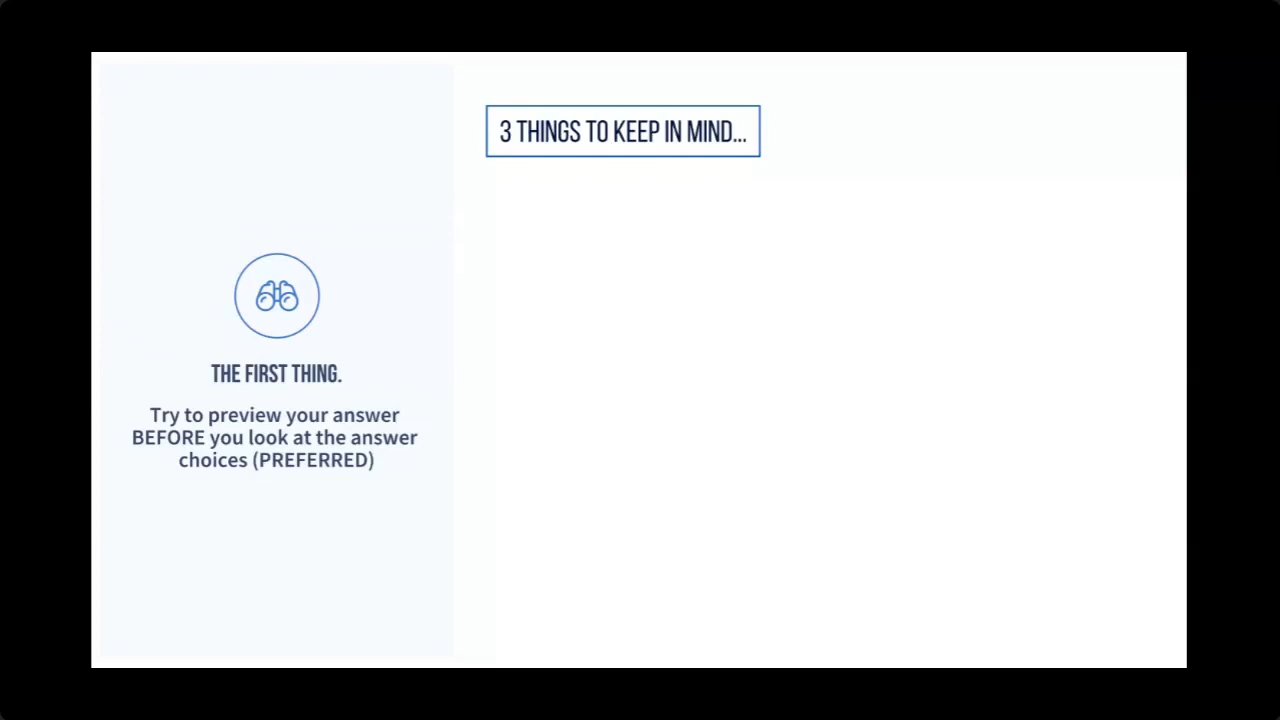 3 THINGS TO KEEP IN MIND...
THE FIRST THING.
Try to preview your answer
BEFORE you look at the answer
choices (PREFERRED)